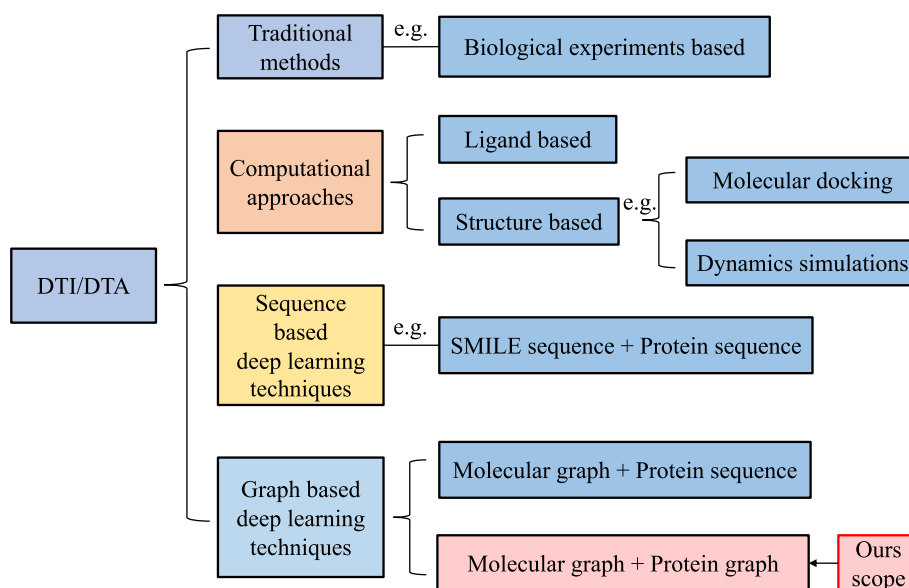 Traditional
methods
e.g.
Biological experiments based
Computational
approaches
Ligand based
Structure based
e.g.
Molecular docking
Dynamics simulations
DTI/DTA
Sequence
based
deep learning
techniques
e.g.
SMILE sequence + Protein sequence
Graph based
deep learning
techniques
Molecular graph + Protein sequence
Molecular graph + Protein graph
Ours
scope